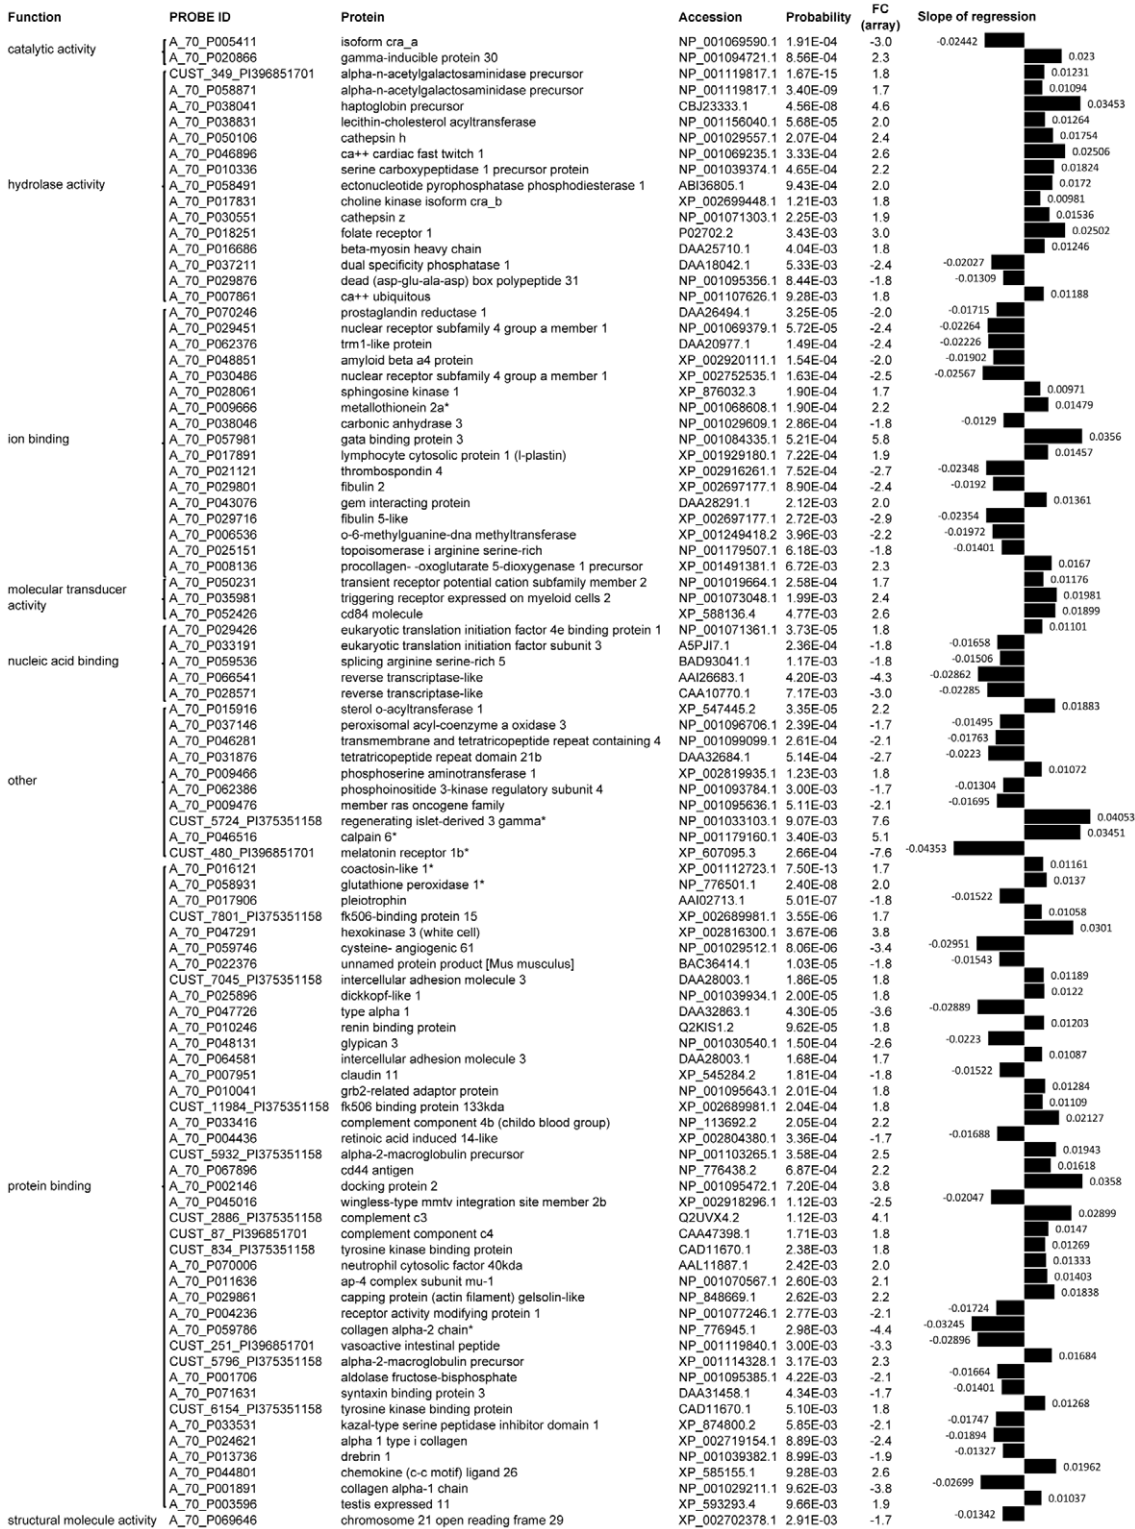 Function PROBE ID Protein Accession Probability FC (array) Slope of regression
catalytic activity
A_70_P005411 isoform cra_a NP_001069590.1 1.91E-04 -3.0 -0.02442
A_70_P020866 gamma-inducible protein 30 NP_001094721.1 8.56E-04 2.3 0.023
hydrolase activity
CUST_349_PI396851701 alpha-n-acetylgalactosaminidase precursor NP_001119817.1 1.67E-15 1.8 0.01231
A_70_P058871 alpha-n-acetylgalactosaminidase precursor NP_001119817.1 3.40E-09 1.7 0.01094
A_70_P038041 haptoglobin precursor CBJ23333.1 4.56E-08 4.6 0.03453
A_70_P038831 lecithin-cholesterol acyltransferase NP_001156040.1 5.68E-05 2.0 0.01264
A_70_P050106 cathepsin h NP_001029557.1 2.07E-04 2.4 0.01754
A_70_P046896 ca++ cardiac fast twitch 1 NP_001069235.1 3.33E-04 2.6 0.02506
A_70_P010336 serine carboxypeptidase 1 precursor protein NP_001039374.1 4.65E-04 2.2 0.01824
A_70_P058491 ectonucleotide pyrophosphatase phosphodiesterase 1 ABI36805.1 9.43E-04 2.0 0.0172
A_70_P017831 choline kinase isoform cra_b XP_002699448.1 1.21E-03 1.8 0.00981
A_70_P030551 cathepsin z NP_001071303.1 2.25E-03 1.9 0.01536
A_70_P018251 folate receptor 1 P02702.2 3.43E-03 3.0 0.02502
A_70_P016686 beta-myosin heavy chain DAA25710.1 4.04E-03 1.8 0.01246
A_70_P037211 dual specificity phosphatase 1 DAA18042.1 5.33E-03 -2.4 -0.02027
A_70_P029876 dead (asp-glu-ala-asp) box polypeptide 31 NP_001095356.1 8.44E-03 -1.8 -0.01309
A_70_P007861 ca++ ubiquitous NP_001107626.1 9.28E-03 1.8 0.01188
ion binding
A_70_P070246 prostaglandin reductase 1 DAA26494.1 3.25E-05 -2.0 -0.01715
A_70_P029451 nuclear receptor subfamily 4 group a member 1 NP_001069379.1 5.72E-05 -2.4 -0.02264
A_70_P062376 trm1-like protein DAA20977.1 1.49E-04 -2.4 -0.02226
A_70_P048851 amyloid beta a4 protein XP_002920111.1 1.54E-04 -2.0 -0.01902
A_70_P030486 nuclear receptor subfamily 4 group a member 1 XP_002752535.1 1.63E-04 -2.5 -0.02567
A_70_P028061 sphingosine kinase 1 XP_876032.3 1.90E-04 1.7 0.00971
A_70_P009666 metallothionein 2a* NP_001068608.1 1.90E-04 2.2 0.01479
A_70_P038046 carbonic anhydrase 3 NP_001029609.1 2.86E-04 -1.8 -0.0129
A_70_P057981 gata binding protein 3 NP_001084335.1 5.21E-04 5.8 0.0356
A_70_P017891 lymphocyte cytosolic protein 1 (l-plastin) XP_001929180.1 7.22E-04 1.9 0.01457
A_70_P021121 thrombospondin 4 XP_002916261.1 7.52E-04 -2.7 -0.02348
A_70_P029801 fibulin 2 XP_002697177.1 8.90E-04 -2.4 -0.0192
A_70_P043076 gem interacting protein DAA28291.1 2.12E-03 2.0 0.01361
A_70_P029716 fibulin 5-like XP_002697177.1 2.72E-03 -2.9 -0.02354
A_70_P006536 o-6-methylguanine-dna methyltransferase XP_001249418.2 3.96E-03 -2.2 -0.01972
A_70_P025151 topoisomerase i arginine serine-rich NP_001179507.1 6.18E-03 -1.8 -0.01401
A_70_P008136 procollagen- -oxoglutarate 5-dioxygenase 1 precursor XP_001491381.1 6.72E-03 2.3 0.0167
molecular transducer activity
A_70_P050231 transient receptor potential cation subfamily member 2 NP_001019664.1 2.58E-04 1.7 0.01176
A_70_P035981 triggering receptor expressed on myeloid cells 2 NP_001073048.1 1.99E-03 2.4 0.01981
A_70_P052426 cd84 molecule XP_588136.4 4.77E-03 2.6 0.01899
nucleic acid binding
A_70_P029426 eukaryotic translation initiation factor 4e binding protein 1 NP_001071361.1 3.73E-05 1.8 0.01101
A_70_P033191 eukaryotic translation initiation factor subunit 3 A5PJI7.1 2.36E-04 -1.8 -0.01658
A_70_P059536 splicing arginine serine-rich 5 BAD93041.1 1.17E-03 -1.8 -0.01506
A_70_P066541 reverse transcriptase-like AAI26683.1 4.20E-03 -4.3 -0.02862
A_70_P028571 reverse transcriptase-like CAA10770.1 7.17E-03 -3.0 -0.02285
other
A_70_P015916 sterol o-acyltransferase 1 XP_547445.2 3.35E-05 2.2 0.01883
A_70_P037146 peroxisomal acyl-coenzyme a oxidase 3 NP_001096706.1 2.39E-04 -1.7 -0.01495
A_70_P046281 transmembrane and tetratricopeptide repeat containing 4 NP_001099099.1 2.61E-04 -2.1 -0.01763
A_70_P031876 tetratricopeptide repeat domain 21b DAA32684.1 5.14E-04 -2.7 -0.0223
A_70_P009466 phosphoserine aminotransferase 1 XP_002819935.1 1.23E-03 1.8 0.01072
A_70_P062386 phosphoinositide 3-kinase regulatory subunit 4 NP_001093784.1 3.00E-03 -1.7 -0.01304
A_70_P009476 member ras oncogene family NP_001095636.1 5.11E-03 -2.1 -0.01695
CUST_5724_PI375351158 regenerating islet-derived 3 gamma* NP_001033103.1 9.07E-03 7.6 0.04053
A_70_P046516 calpain 6* NP_001179160.1 3.40E-03 5.1 0.03451
CUST_480_PI396851701 melatonin receptor 1b* XP_607095.3 2.66E-04 -7.6 -0.04353
protein binding
A_70_P016121 coactosin-like 1* XP_001112723.1 7.50E-13 1.7 0.01161
A_70_P058931 glutathione peroxidase 1* NP_776501.1 2.40E-08 2.0 0.0137
A_70_P017906 pleiotrophin AAI02713.1 5.01E-07 -1.8 -0.01522
CUST_7801_PI375351158 fk506-binding protein 15 XP_002689981.1 3.55E-06 1.7 0.01058
A_70_P047291 hexokinase 3 (white cell) XP_002816300.1 3.67E-06 3.8 0.0301
A_70_P059746 cysteine- angiogenic 61 NP_001029512.1 8.06E-06 -3.4 -0.02951
A_70_P022376 unnamed protein product [Mus musculus] BAC36414.1 1.03E-05 -1.8 -0.01543
CUST_7045_PI375351158 intercellular adhesion molecule 3 DAA28003.1 1.86E-05 1.8 0.01189
A_70_P025896 dickkopf-like 1 NP_001039934.1 2.00E-05 1.8 0.0122
A_70_P047726 type alpha 1 DAA32863.1 4.30E-05 -3.6 -0.02889
A_70_P010246 renin binding protein Q2KIS1.2 9.62E-05 1.8 0.01203
A_70_P048131 glypican 3 NP_001030540.1 1.50E-04 -2.6 -0.0223
A_70_P064581 intercellular adhesion molecule 3 DAA28003.1 1.68E-04 1.7 0.01087
A_70_P007951 claudin 11 XP_545284.2 1.81E-04 -1.8 -0.01522
A_70_P010041 grb2-related adaptor protein NP_001095643.1 2.01E-04 1.8 0.01284
CUST_11984_PI375351158 fk506 binding protein 133kda XP_002689981.1 2.04E-04 1.8 0.01109
A_70_P033416 complement component 4b (childo blood group) NP_113692.2 2.05E-04 2.2 0.02127
A_70_P004436 retinoic acid induced 14-like XP_002804380.1 3.36E-04 -1.7 -0.01688
CUST_5932_PI375351158 alpha-2-macroglobulin precursor NP_001103265.1 3.58E-04 2.5 0.01943
A_70_P067896 cd44 antigen NP_776438.2 6.87E-04 2.2 0.01618
A_70_P002146 docking protein 2 NP_001095472.1 7.20E-04 3.8 0.0358
A_70_P045016 wingless-type mmtv integration site member 2b XP_002918296.1 1.12E-03 -2.5 -0.02047
CUST_2886_PI375351158 complement c3 Q2UVX4.2 1.12E-03 4.1 0.02899
CUST_87_PI396851701 complement component c4 CAA47398.1 1.71E-03 1.8 0.0147
CUST_834_PI375351158 tyrosine kinase binding protein CAD11670.1 2.38E-03 1.8 0.01269
A_70_P070006 neutrophil cytosolic factor 40kda AAL11887.1 2.42E-03 2.0 0.01333
A_70_P011636 ap-4 complex subunit mu-1 NP_001070567.1 2.60E-03 2.1 0.01403
A_70_P029861 capping protein (actin filament) gelsolin-like NP_848669.1 2.62E-03 2.2 0.01838
A_70_P004236 receptor activity modifying protein 1 NP_001077246.1 2.77E-03 -2.1 -0.01724
A_70_P059786 collagen alpha-2 chain* NP_776945.1 2.98E-03 -4.4 -0.03245
CUST_251_PI396851701 vasoactive intestinal peptide NP_001119840.1 3.00E-03 -3.3 -0.02896
CUST_5796_PI375351158 alpha-2-macroglobulin precursor XP_001114328.1 3.17E-03 2.3 0.01684
A_70_P001706 aldolase fructose-bisphosphate NP_001095385.1 4.22E-03 -2.1 -0.01664
A_70_P071631 syntaxin binding protein 3 DAA31458.1 4.34E-03 -1.7 -0.01401
CUST_6154_PI375351158 tyrosine kinase binding protein CAD11670.1 5.10E-03 1.8 0.01268
A_70_P033531 kazal-type serine peptidase inhibitor domain 1 XP_874800.2 5.85E-03 -2.1 -0.01747
A_70_P024621 alpha 1 type i collagen XP_002719154.1 8.89E-03 -2.4 -0.01894
A_70_P013736 drebrin 1 NP_001039382.1 8.99E-03 -1.9 -0.01327
A_70_P044801 chemokine (c-c motif) ligand 26 XP_585155.1 9.28E-03 2.6 0.01962
A_70_P001891 collagen alpha-1 chain NP_001029211.1 9.62E-03 -3.8 -0.02699
A_70_P003596 testis expressed 11 XP_593293.4 9.66E-03 1.9 0.01037
structural molecule activity A_70_P069646 chromosome 21 open reading frame 29 XP_002702378.1 2.91E-03 -1.7 -0.01342